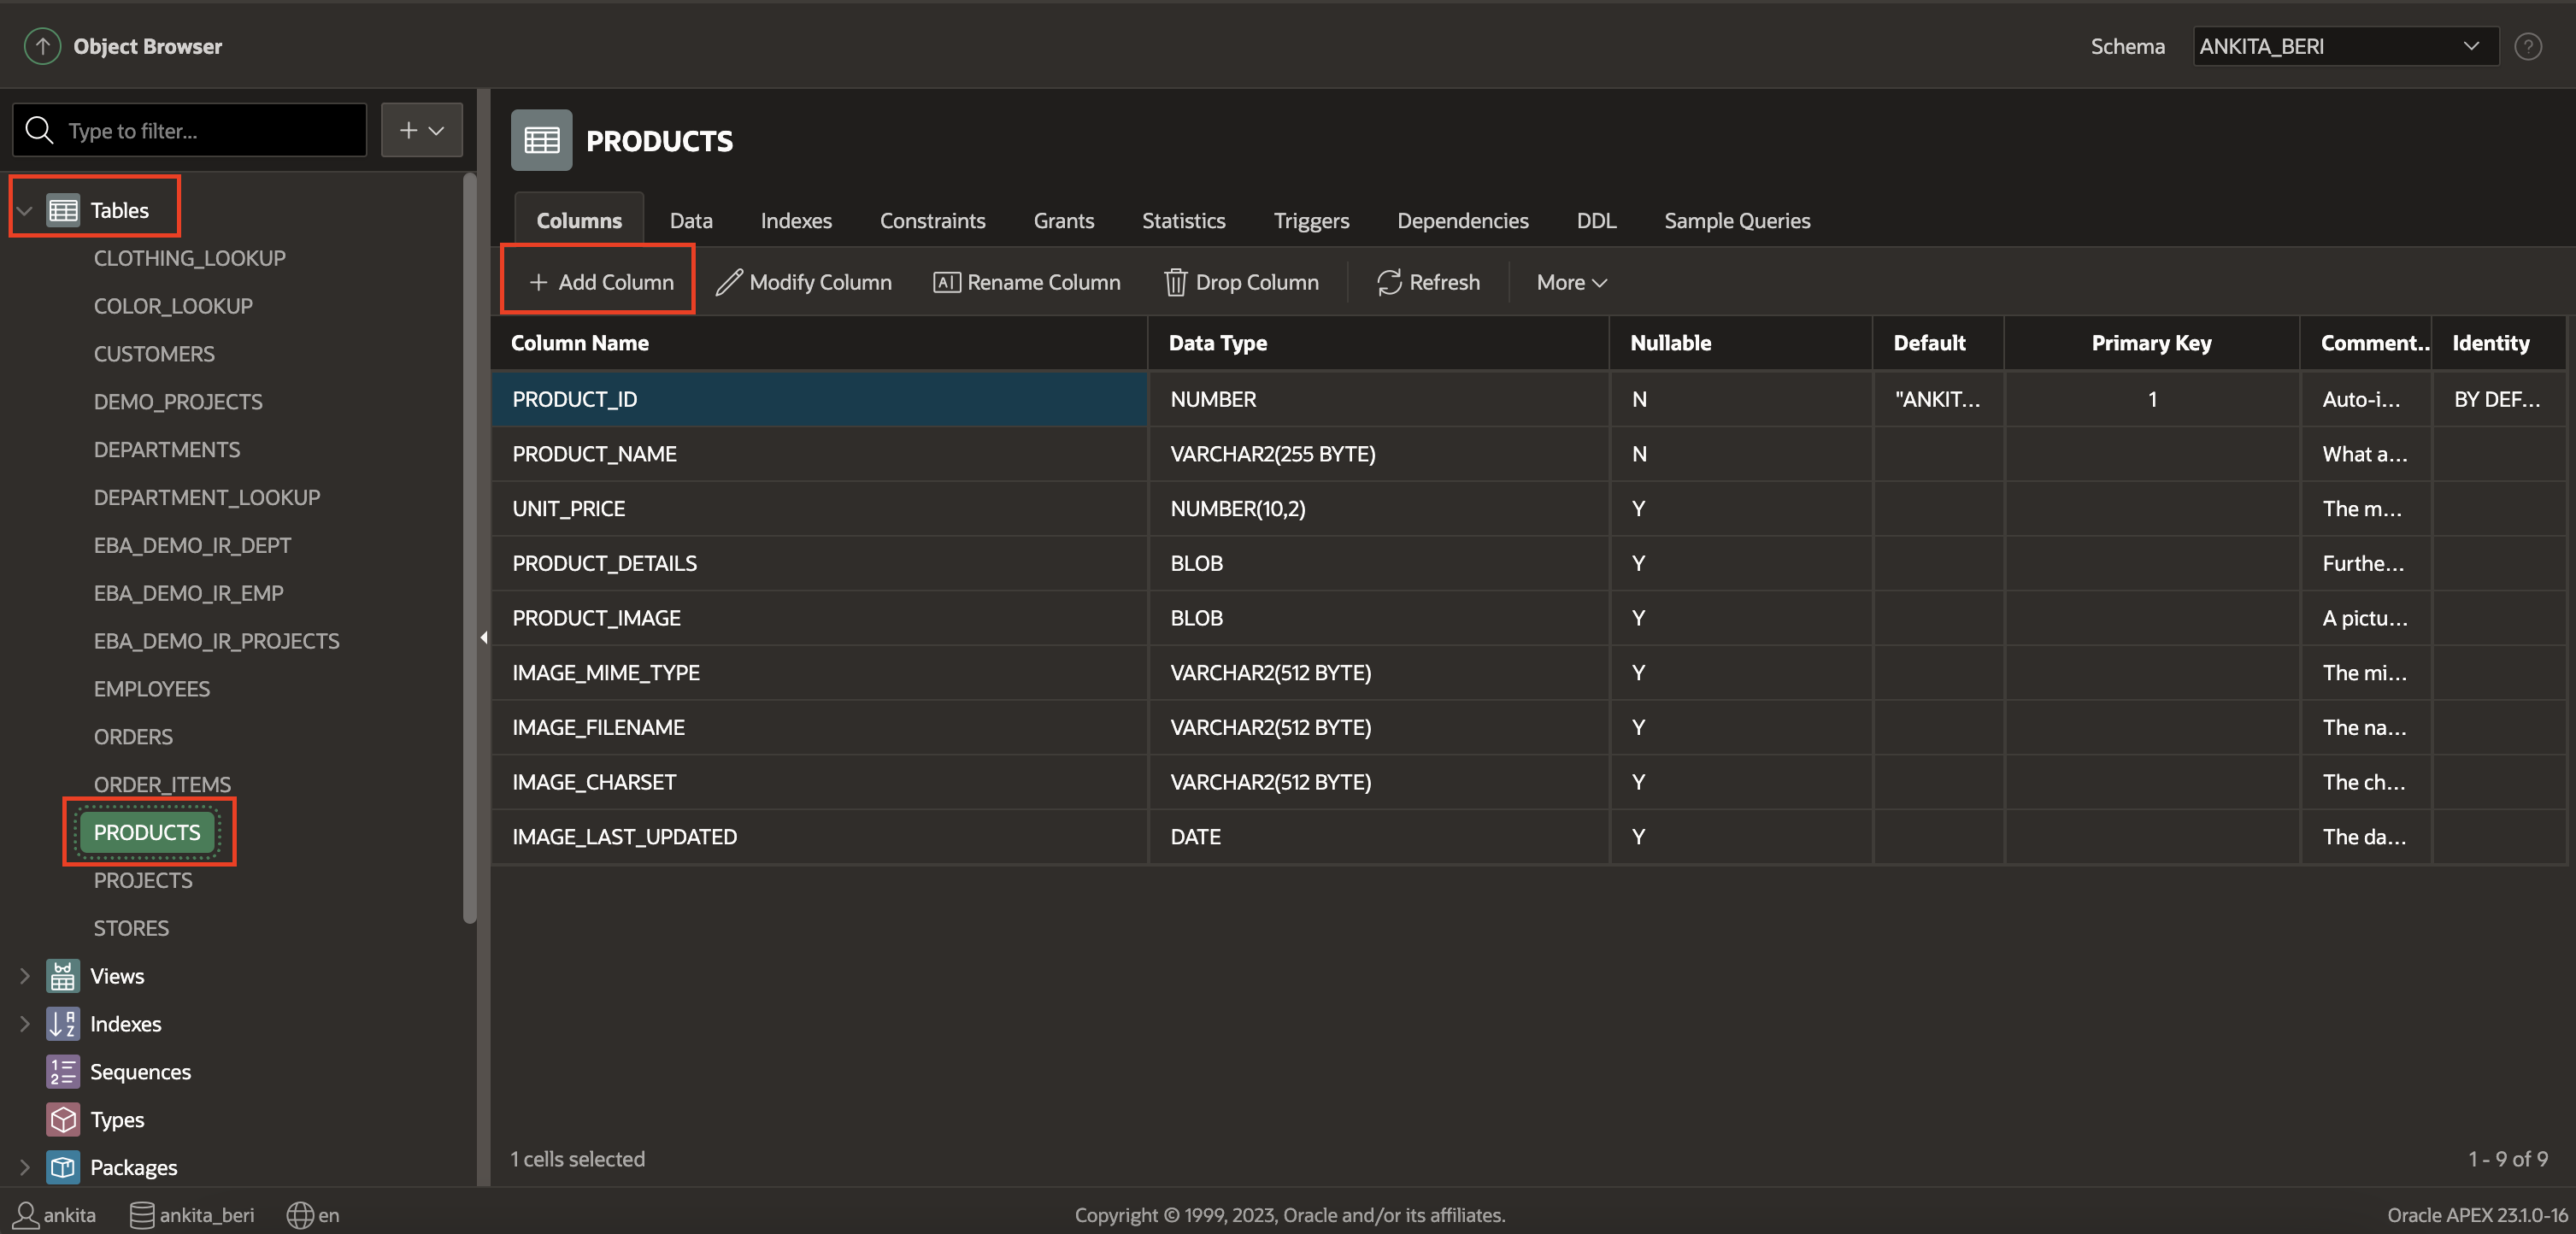 Object Browser
Schema ANKITA_BERI
Type to filter...
Tables
CLOTHING_LOOKUP
COLOR_LOOKUP
CUSTOMERS
DEMO_PROJECTS
DEPARTMENTS
DEPARTMENT_LOOKUP
EBA_DEMO_IR_DEPT
EBA_DEMO_IR_EMP
EBA_DEMO_IR_PROJECTS
EMPLOYEES
ORDERS
ORDER_ITEMS
PRODUCTS
PROJECTS
STORES
Views
Indexes
Sequences
Types
Packages
PRODUCTS
Columns Data Indexes Constraints Grants Statistics Triggers Dependencies DDL Sample Queries
+ Add Column Modify Column Rename Column Drop Column Refresh More
Column Name Data Type Nullable Default Primary Key Comment... Identity
PRODUCT_ID NUMBER N "ANKIT... 1 Auto-i... BY DEF...
PRODUCT_NAME VARCHAR2(255 BYTE) N What a...
UNIT_PRICE NUMBER(10,2) Y The m...
PRODUCT_DETAILS BLOB Y Furthe...
PRODUCT_IMAGE BLOB Y A pictu...
IMAGE_MIME_TYPE VARCHAR2(512 BYTE) Y The mi...
IMAGE_FILENAME VARCHAR2(512 BYTE) Y The na...
IMAGE_CHARSET VARCHAR2(512 BYTE) Y The ch...
IMAGE_LAST_UPDATED DATE Y The da...
1 cells selected 1 - 9 of 9
ankita ankita_beri en Copyright © 1999, 2023, Oracle and/or its affiliates. Oracle APEX 23.1.0-16